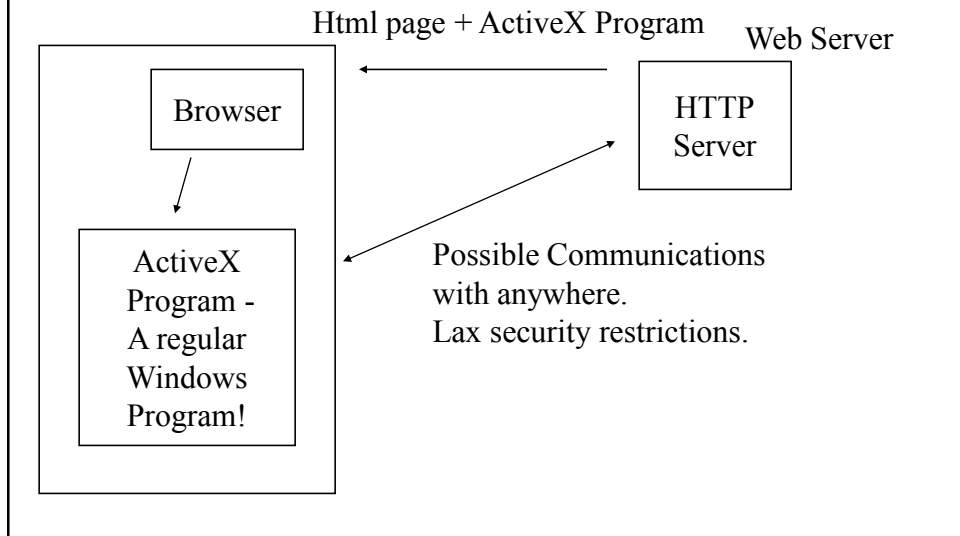 Html page + ActiveX Program
Web Server
Browser
HTTP
Server
ActiveX
Program -
A regular
Windows
Program!
Possible Communications
with anywhere.
Lax security restrictions.